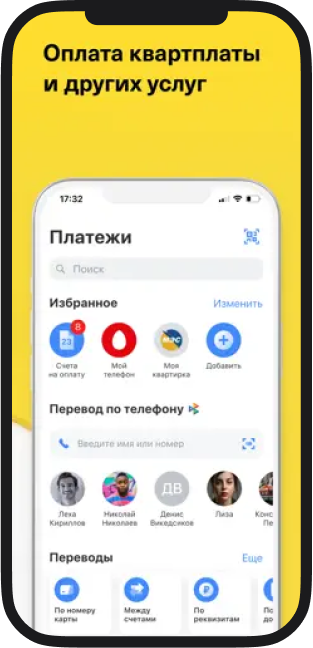 Оплата квартплаты
и других услуг
17:32
Платежи
Поиск
Избранное
Изменить
8
23
Счета
на оплату
Мой
телефон
Моя
квартирка
Добавить
Перевод по телефону
Введите имя или номер
ДВ
Леха
Кириллов
Николай
Николаев
Денис
Викедсиков
Лиза
Конс
Пе
Переводы
Еще
По номеру
карты
Между
счетами
По
реквизитам
По
до